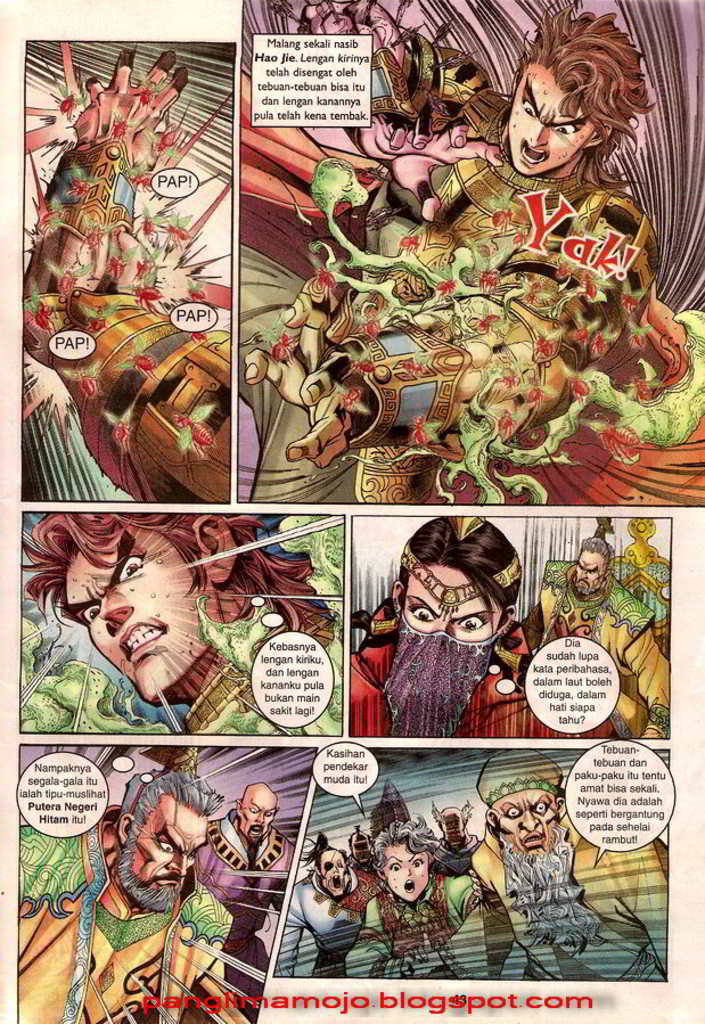 PAP!
PAP!
PAP!
Malang sekali nasib
Hao Jie. Lengan kirinya
telah disengat oleh
tebuan-tebuan bisa itu
dan lengan kanannya
pula telah kena tembak.
Yak!
Kebasnya
lengan kiriku,
dan lengan
kananku pula
bukan main
sakit lagi!
Dia
sudah lupa
kata peribahasa,
dalam laut boleh
diduga, dalam
hati siapa
tahu?
Nampaknya
segala-gala itu
ialah tipu-muslihat
Putera Negeri
Hitam itu!
Kasihan
pendekar
muda itu!
Tebuan-
tebuan dan
paku-paku itu tentu
amat bisa sekali.
Nyawa dia adalah
seperti bergantung
pada sehelai
rambut!
43
panglimamojo.blogspot.com